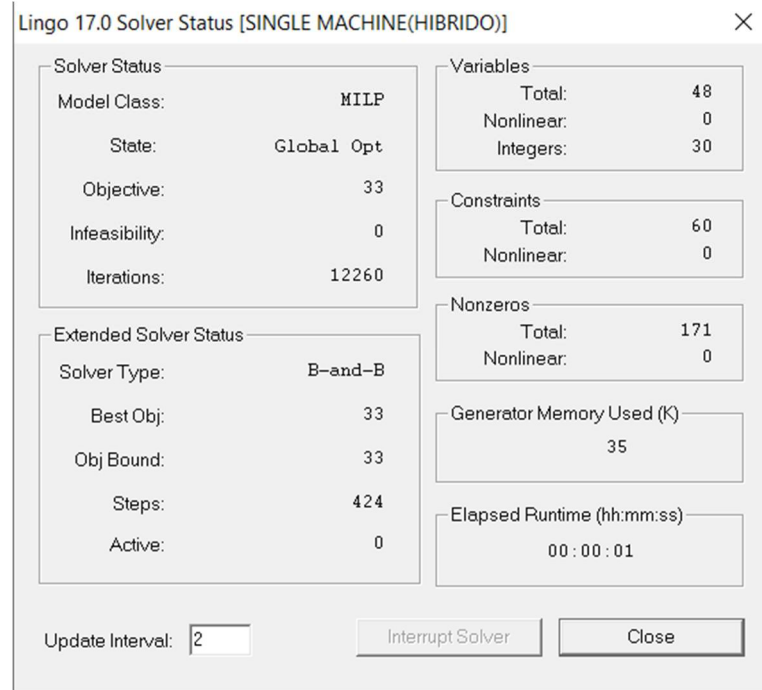 Lingo 17.0 Solver Status [SINGLE MACHINE(HIBRIDO)]
Solver Status
Model Class: MILP
State: Global Opt
Objective: 33
Infeasibility: 0
Iterations: 12260
Extended Solver Status
Solver Type: B-and-B
Best Obj: 33
Obj Bound: 33
Steps: 424
Active: 0
Variables
Total: 48
Nonlinear: 0
Integers: 30
Constraints
Total: 60
Nonlinear: 0
Nonzeros
Total: 171
Nonlinear: 0
Generator Memory Used (K)
35
Elapsed Runtime (hh:mm:ss)
00:00:01
Update Interval: 2
Interrupt Solver
Close